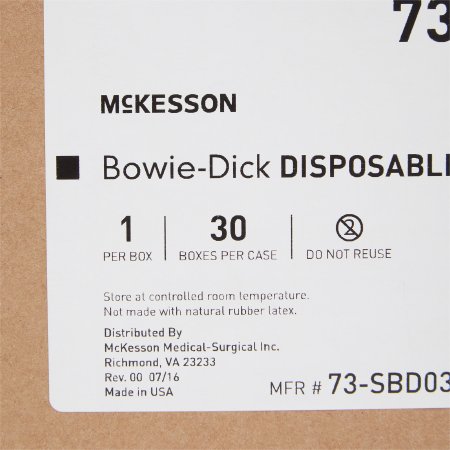 73
McKESSON
Bowie-Dick DISPOSABL
1
PER BOX
30
BOXES PER CASE
2
DO NOT REUSE
Store at controlled room temperature.
Not made with natural rubber latex.
Distributed By
McKesson Medical-Surgical Inc.
Richmond, VA 23233
Rev. 00 07/16
Made in USA
MFR # 73-SBD03